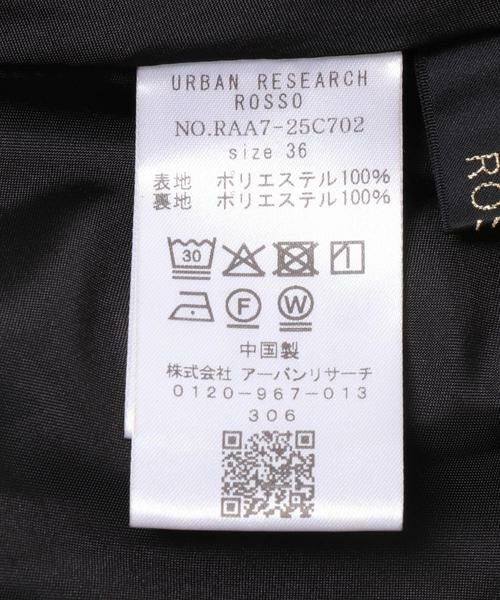 URBAN RESEARCH
ROSSO
NO.RAA7-25C702
size 36
表地 ポリエステル100%
裏地 ポリエステル100%
30
F W
中国製
株式会社 アーバンリサーチ
0120-967-013
306
RO